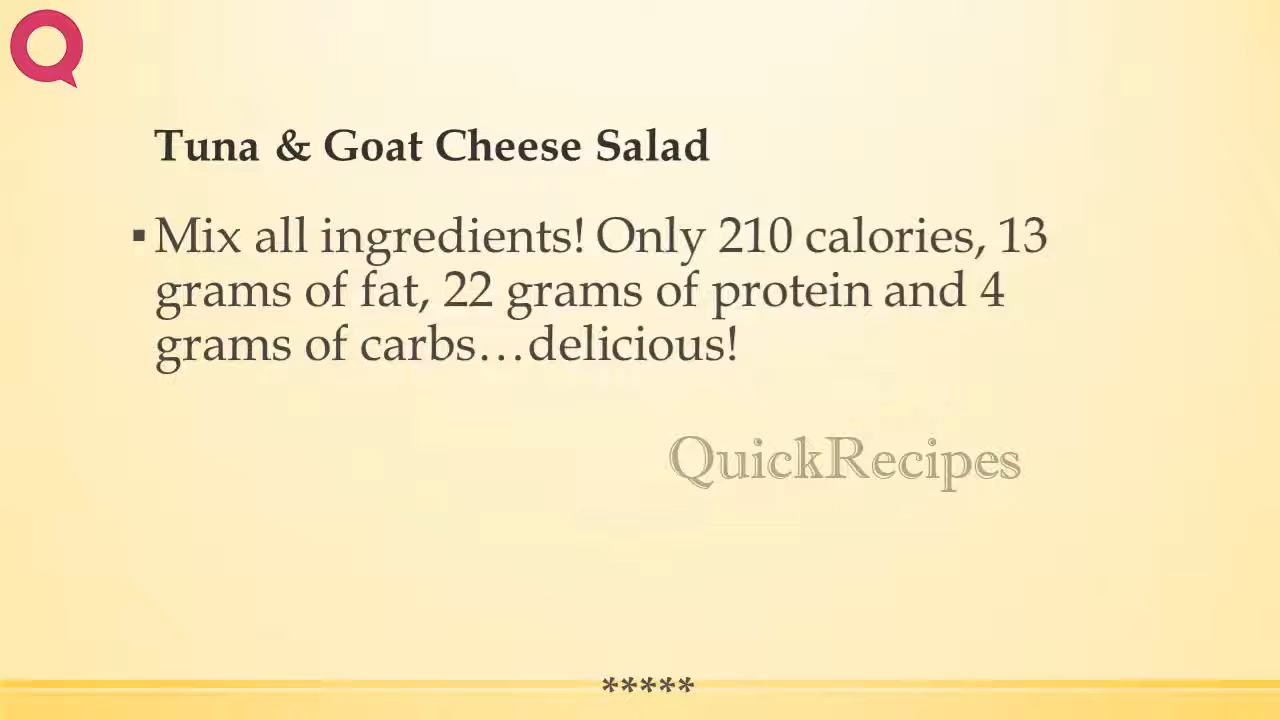 Tuna & Goat Cheese Salad
▪ Mix all ingredients! Only 210 calories, 13
grams of fat, 22 grams of protein and 4
grams of carbs…delicious!
QuickRecipes
*****